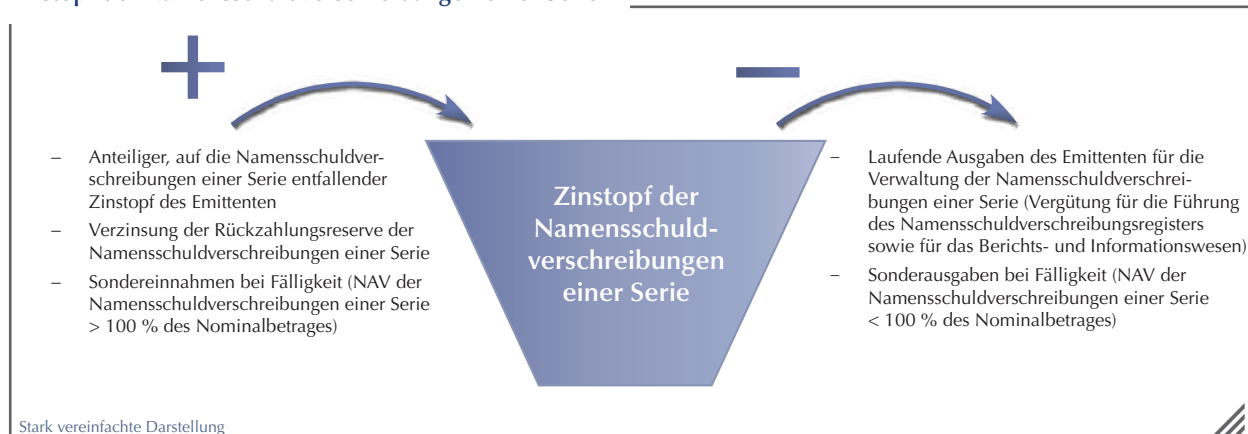 +
–
– Anteiliger, auf die Namensschuldver-
schreibungen einer Serie entfallender
Zinstopf des Emittenten
– Verzinsung der Rückzahlungsreserve der
Namensschuldverschreibungen einer Serie
– Sondereinnahmen bei Fälligkeit (NAV der
Namensschuldverschreibungen einer Serie
> 100 % des Nominalbetrages)
Zinstopf der
Namensschuld-
verschreibungen
einer Serie
– Laufende Ausgaben des Emittenten für die
Verwaltung der Namensschuldverschrei-
bungen einer Serie (Vergütung für die Führung
des Namensschuldverschreibungsregisters
sowie für das Berichts- und Informationswesen)
– Sonderausgaben bei Fälligkeit (NAV der
Namensschuldverschreibungen einer Serie
< 100 % des Nominalbetrages)
Stark vereinfachte Darstellung